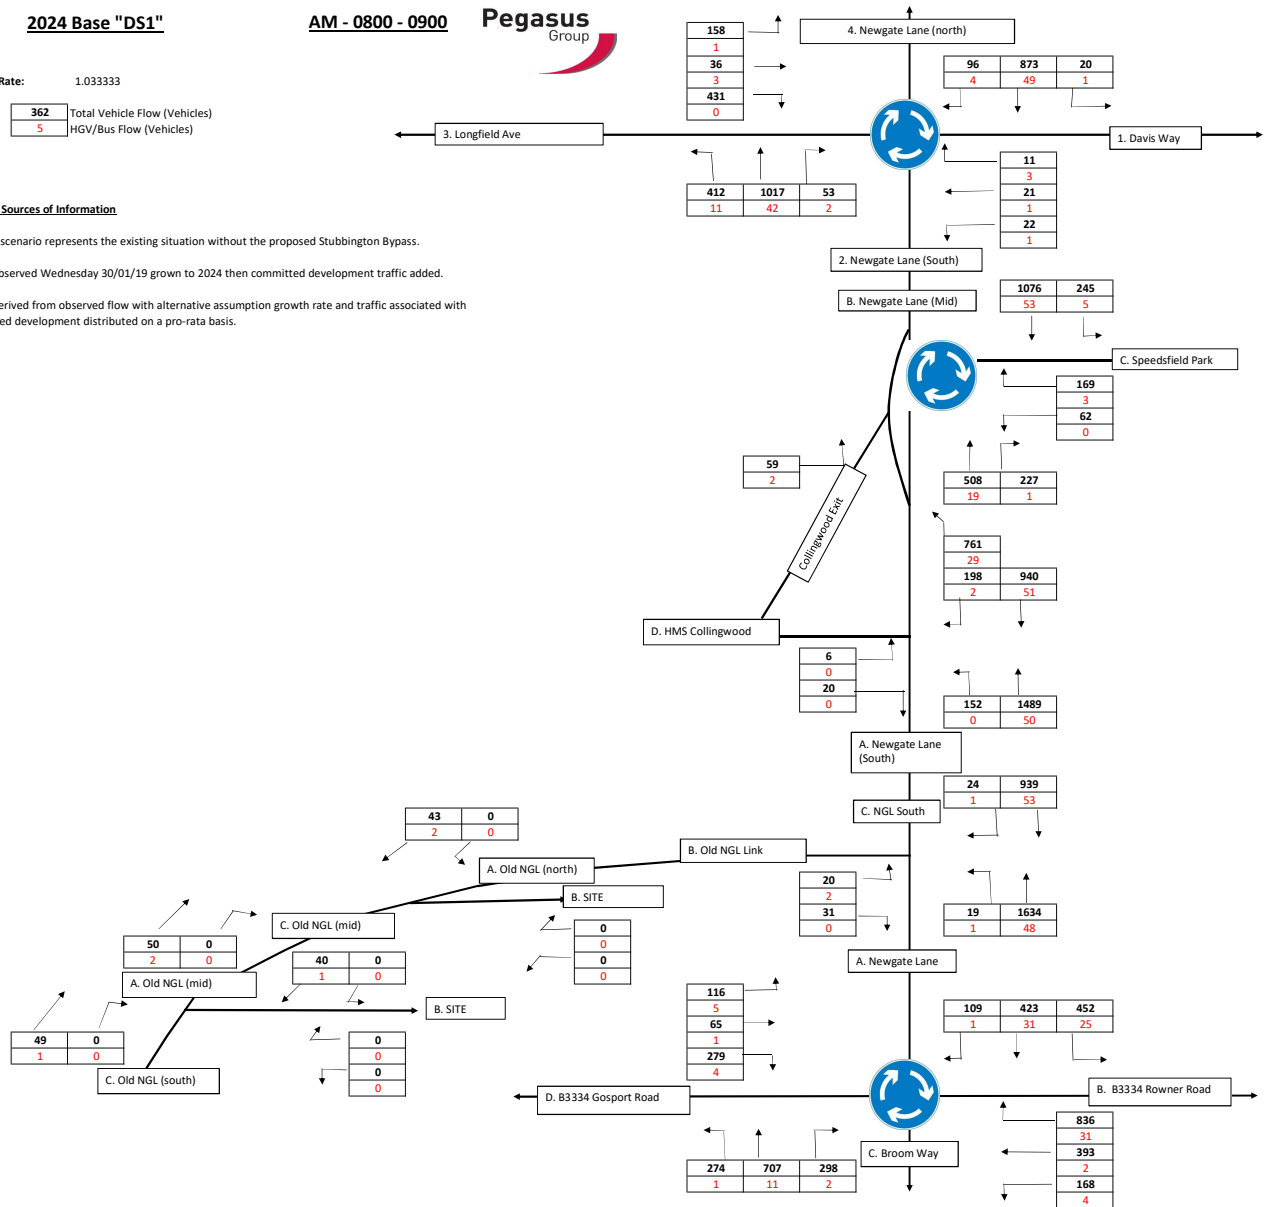 2024 Base "DS1"
AM - 0800 - 0900
Pegasus
Group
Rate: 1.033333
362 Total Vehicle Flow (Vehicles)
5 HGV/Bus Flow (Vehicles)
Sources of Information
scenario represents the existing situation without the proposed Stubbington Bypass.
bserved Wednesday 30/01/19 grown to 2024 then committed development traffic added.
erived from observed flow with alternative assumption growth rate and traffic associated with
ed development distributed on a pro-rata basis.
158
1
36
3
431
0
4. Newgate Lane (north)
96 873 20
4 49 1
3. Longfield Ave
1. Davis Way
412 1017 53
11 42 2
11
3
21
1
22
1
2. Newgate Lane (South)
B. Newgate Lane (Mid)
1076 245
53 5
C. Speedsfield Park
169
3
62
0
59
2
508 227
19 1
Collingwood Exit
761
29
198 940
2 51
D. HMS Collingwood
6
0
20
0
152 1489
0 50
A. Newgate Lane
(South)
24 939
1 53
C. NGL South
43 0
2 0
B. Old NGL Link
A. Old NGL (north)
20
2
31
0
19 1634
1 48
B. SITE
C. Old NGL (mid)
0
0
0
0
50 0
2 0
40 0
1 0
A. Old NGL (mid)
A. Newgate Lane
B. SITE
49 0
1 0
0
0
0
0
C. Old NGL (south)
116
5
65
1
279
4
109 423 452
1 31 25
D. B3334 Gosport Road
B. B3334 Rowner Road
836
31
393
2
168
4
C. Broom Way
274 707 298
1 11 2